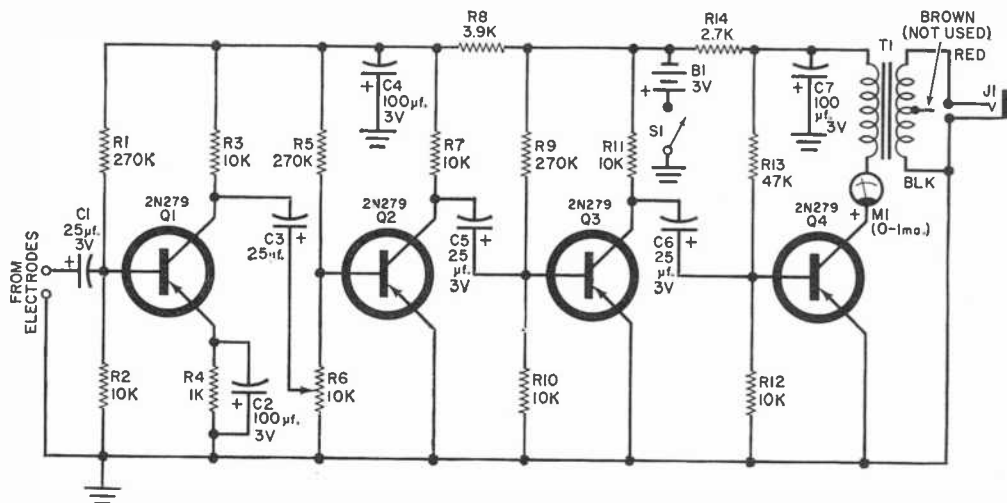 R8
3.9K
R14
2.7K
BROWN
(NOT USED)
RED
T1
J1
V
R1
270K
R3
10K
R5
270K
+
C4
100µf.
3V
R7
10K
R9
270K
R11
10K
B1
3V
+
S1
R13
47K
+
C7
100
µf.
3V
BLK
+
M1
(0-1ma.)
C1
25µf.
3V
+
2N279
Q1
C3
25µf.
+
2N279
Q2
C5
25
µf.
3V
+
2N279
Q3
C6
25
µf.
3V
+
2N279
Q4
FROM
ELECTRODES
R2
10K
R4
1K
+
C2
100µf.
3V
R6
10K
R10
10K
R12
10K